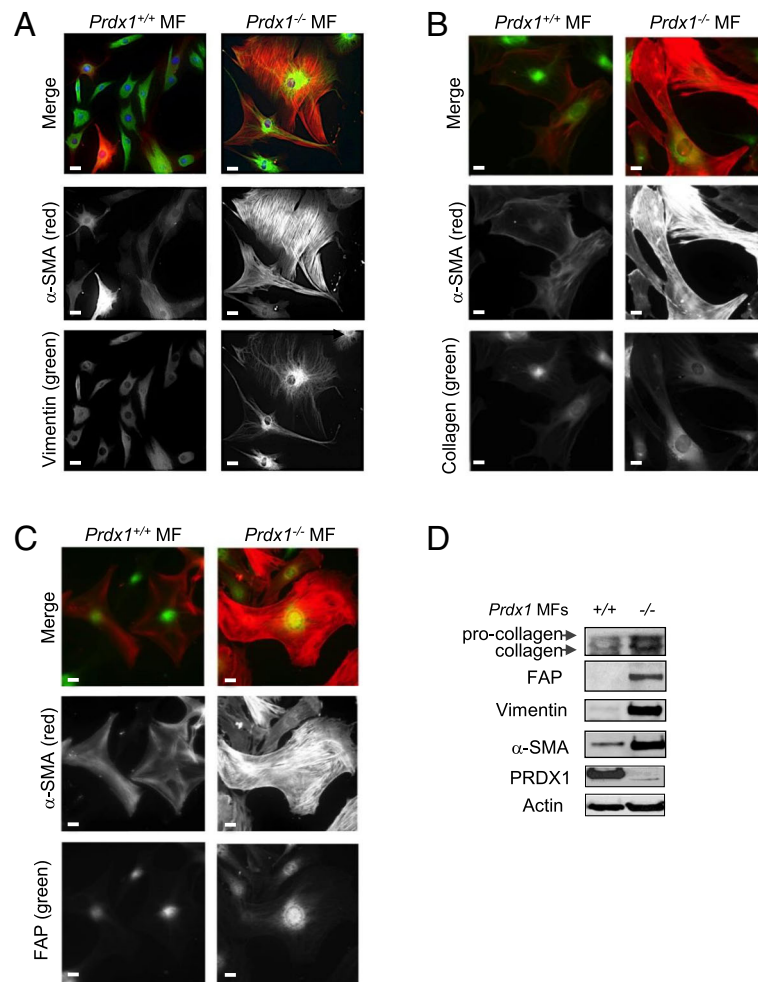 A
Prdx1+/+ MF
Prdx1-/- MF
Merge
α-SMA (red)
Vimentin (green)
B
Prdx1+/+ MF
Prdx1-/- MF
Merge
α-SMA (red)
Collagen (green)
C
Prdx1+/+ MF
Prdx1-/- MF
Merge
α-SMA (red)
FAP (green)
D
Prdx1 MFs +/+ -/-
pro-collagen
collagen
FAP
Vimentin
α-SMA
PRDX1
Actin